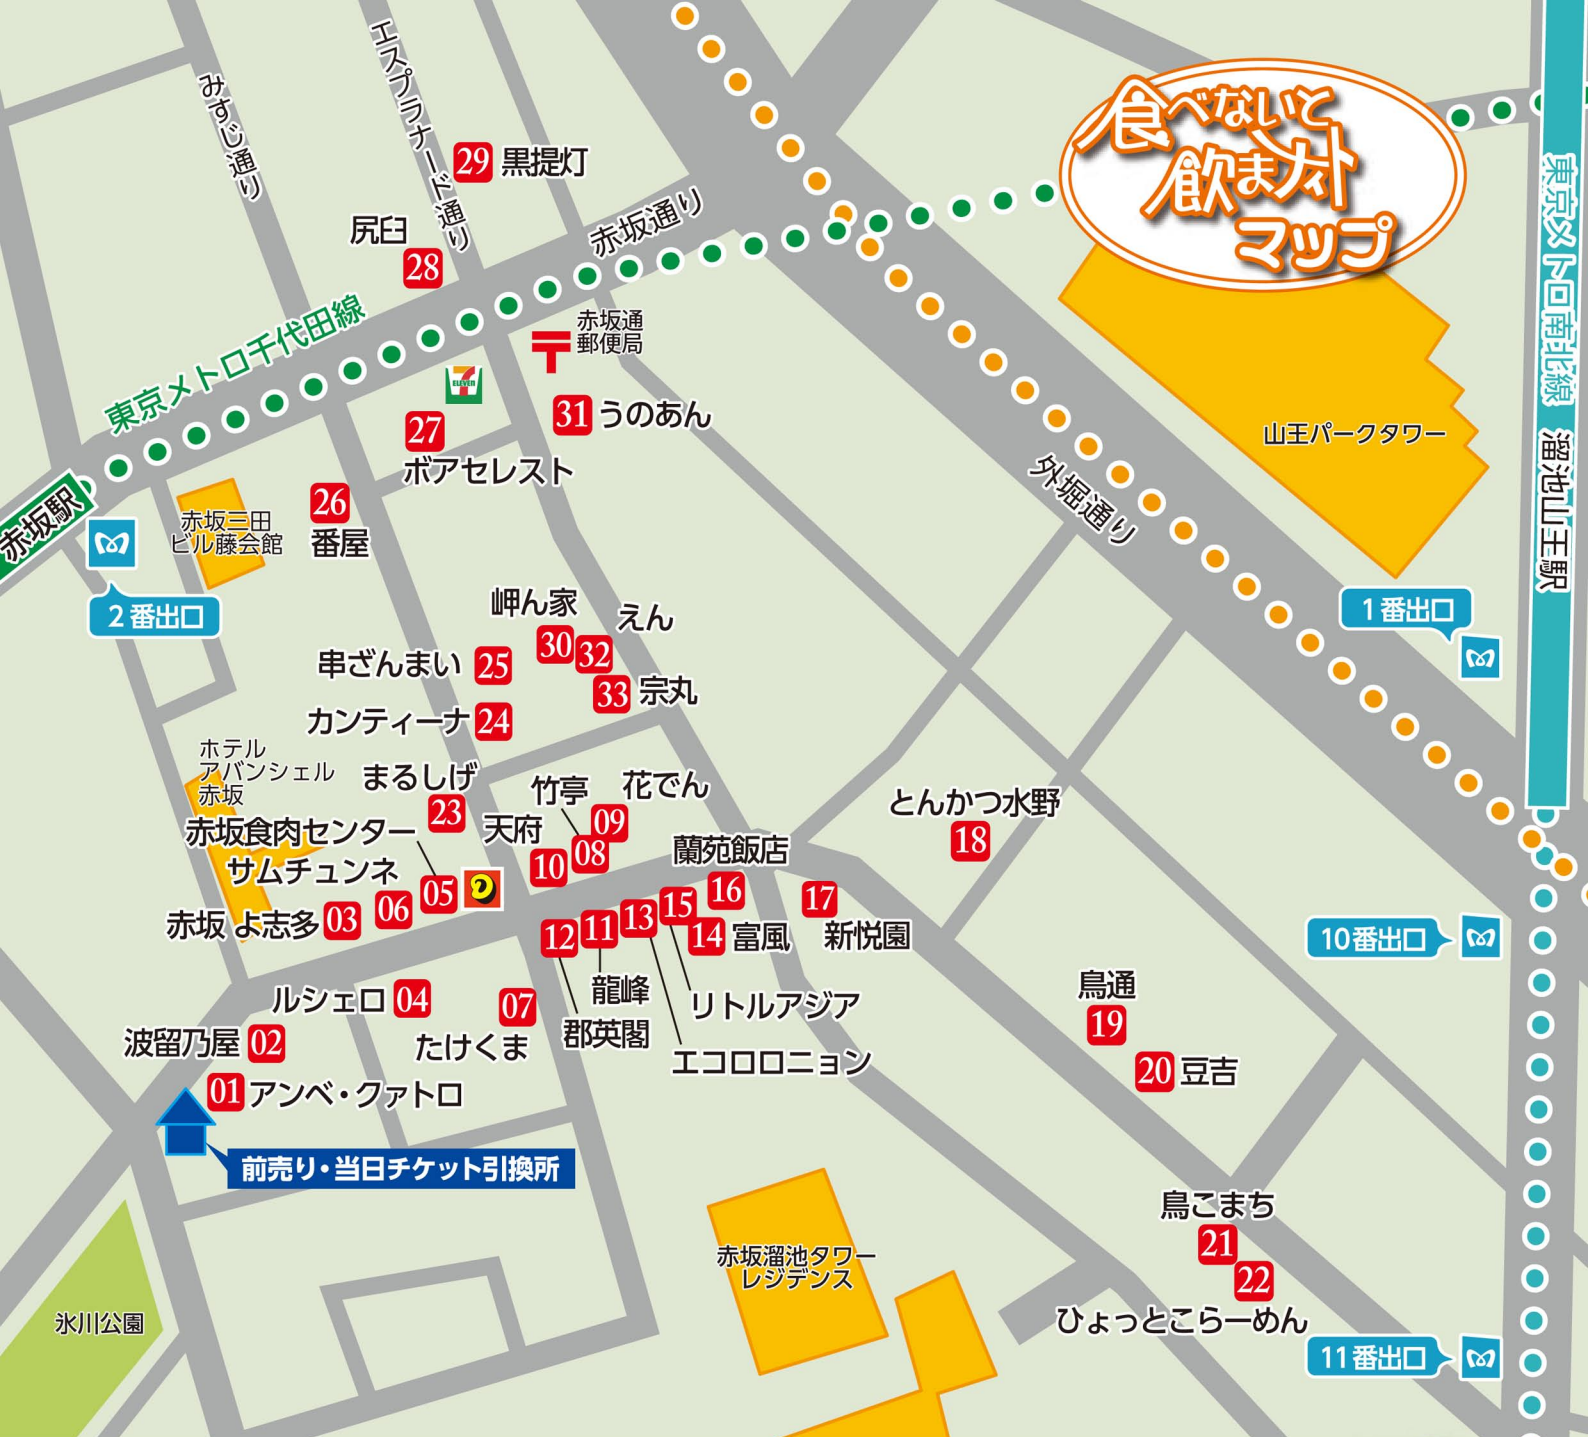 食べないと
飲まナイト
マップ
みすじ通り
エスプラナード通り
29 黒提灯
尻臼
28
赤坂通り
東京メトロ千代田線
赤坂通
郵便局
7
ELEVEN
27
ボアセレスト
31 うのあん
赤坂駅
2番出口
赤坂三田
ビル藤会館
26
番屋
外堀通り
山王パークタワー
東京メトロ南北線
溜池山王駅
1番出口
岬ん家
30
えん
32
33 宗丸
串ざんまい 25
カンティーナ 24
ホテル
アバンシェル
赤坂
まるしげ
23
竹亭
08
花でん
09
天府
10
赤坂食肉センター
05
サムチュンネ
06
赤坂 よ志多 03
蘭苑飯店
16
とんかつ水野
18
17
新悦園
12
郡英閣
11
龍峰
13
エコロロニョン
15
リトルアジア
14 富風
ルシェロ 04
07
たけくま
波留乃屋 02
01 アンベ・クァトロ
前売り・当日チケット引換所
10番出口
鳥通
19
20 豆吉
鳥こまち
21
22
ひょっとこらーめん
11番出口
赤坂溜池タワー
レジデンス
氷川公園